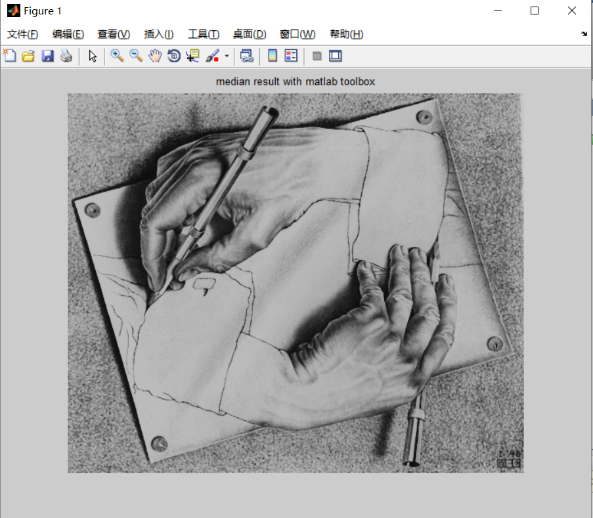 Figure 1
文件(F) 编辑(E) 查看(V) 插入(I) 工具(T) 桌面(D) 窗口(W) 帮助(H)
median result with matlab toolbox